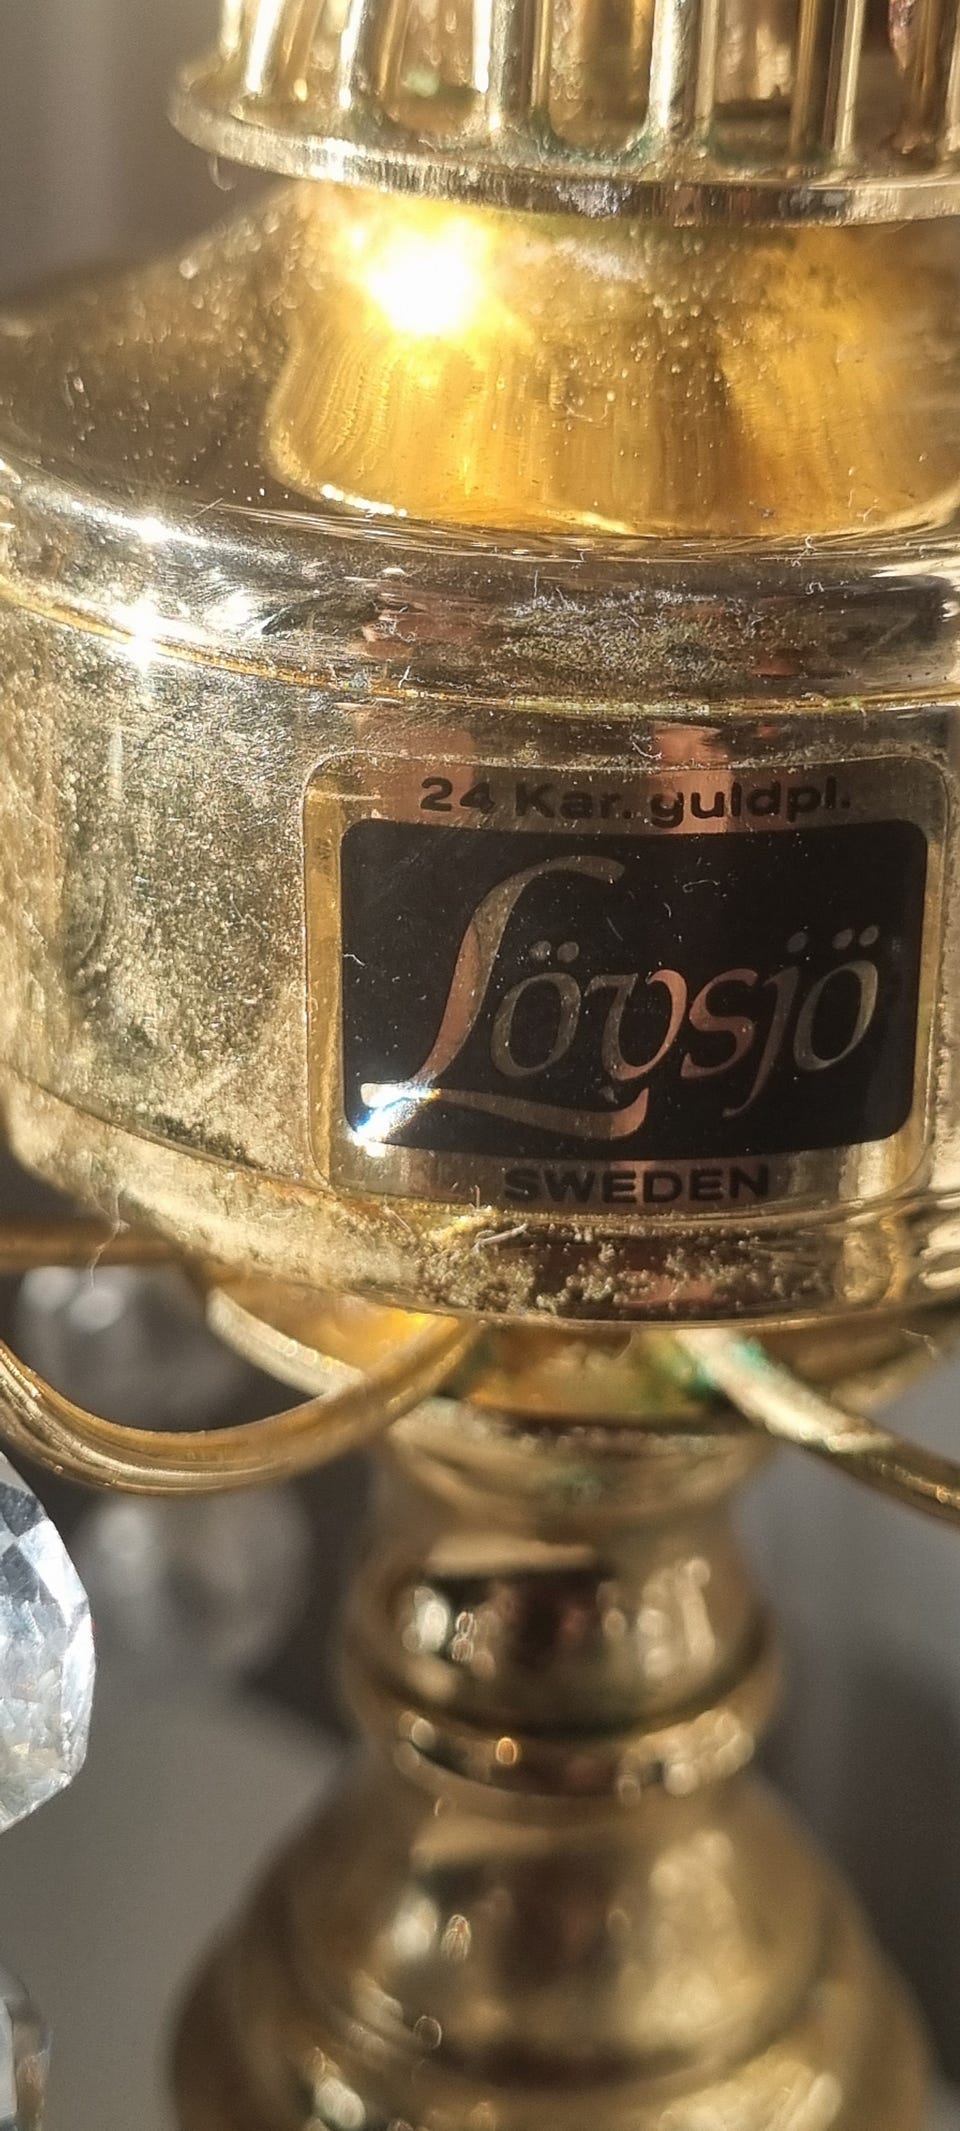 24 Kar. guldpl.
Lövsjö
SWEDEN